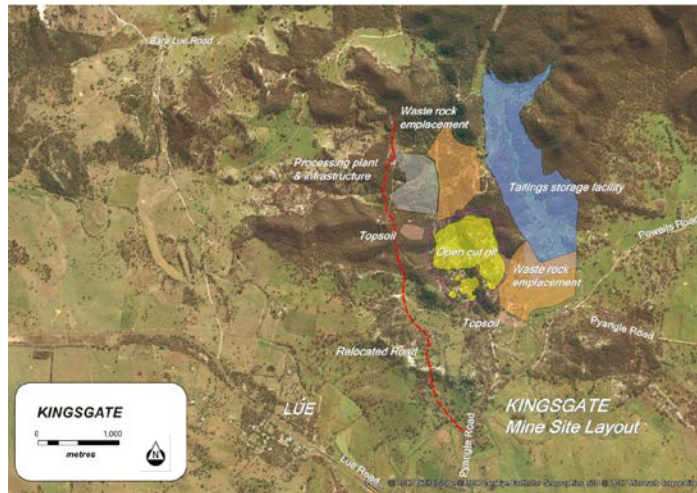 Bara Lue Road
Waste rock
emplacement
Processing plant
& infrastructure
Tailings storage facility
Topsoil
Powells Road
Open cut pit
Waste rock
emplacement
Topsoil
Pyangle Road
Relocated Road
KINGSGATE
0 1,000
metres
N
LUE
KINGSGATE
Mine Site Layout
Pyangle Road
Lue Road